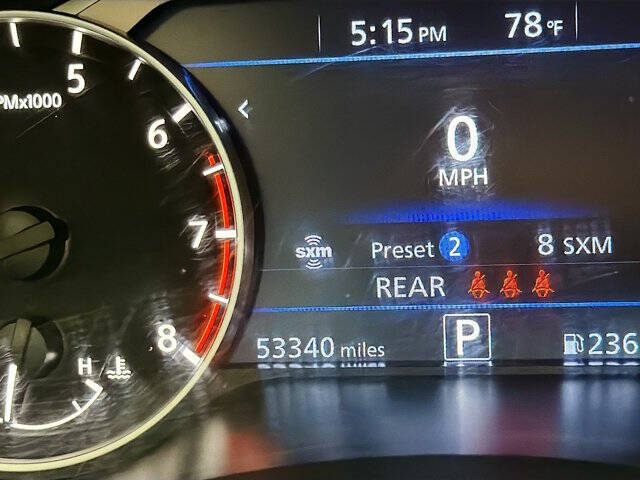 5:15 PM 78 °F
5
PMx1000
6
0
MPH
7
sxm Preset 2 8 SXM
REAR
8
53340 miles P 236
H